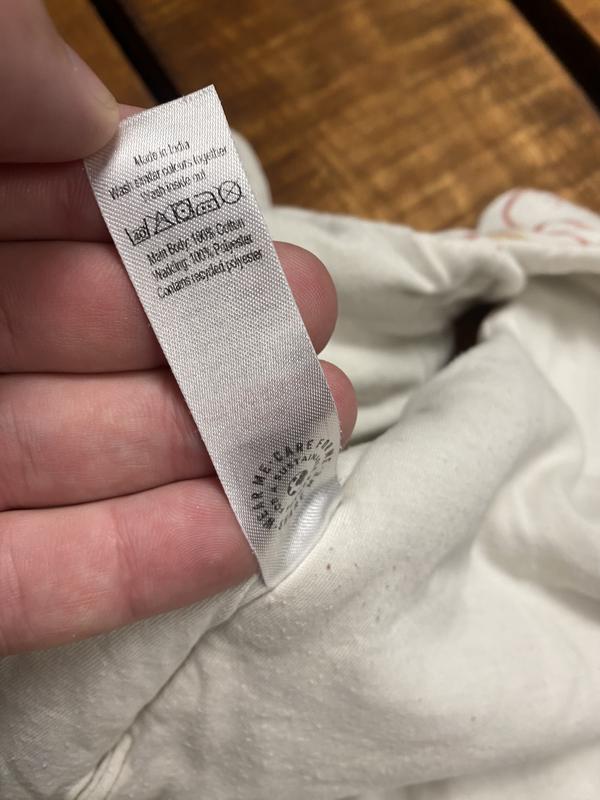 Made in India
Wash similar colours together
Wash inside out
Main Body: 100% Cotton
Wadding: 100% Polyester
Contains recycled polyester
WEAR ME. CARE FOR ME.